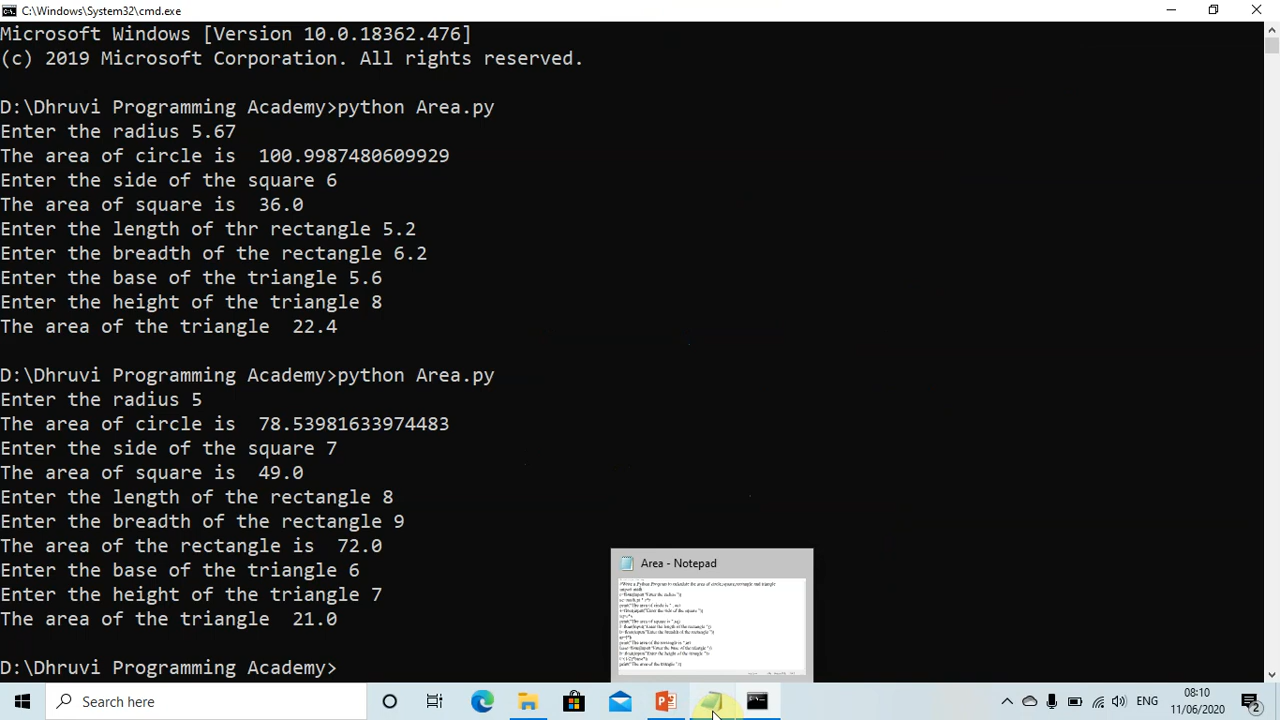 C:\Windows\System32\cmd.exe
Microsoft Windows [Version 10.0.18362.476]
(c) 2019 Microsoft Corporation. All rights reserved.
D:\Dhruvi Programming Academy>python Area.py
Enter the radius 5.67
The area of circle is  100.9987480609929
Enter the side of the square 6
The area of square is  36.0
Enter the length of thr rectangle 5.2
Enter the breadth of the rectangle 6.2
Enter the base of the triangle 5.6
Enter the height of the triangle 8
The area of the triangle  22.4
D:\Dhruvi Programming Academy>python Area.py
Enter the radius 5
The area of circle is  78.53981633974483
Enter the side of the square 7
The area of square is  49.0
Enter the length of the rectangle 8
Enter the breadth of the rectangle 9
The area of the rectangle is  72.0
Enter the base of the triangle 6
Enter the height of the triangle 7
The area of the triangle  21.0
D:\Dhruvi Programming Academy>
Area - Notepad
Search here
ENG
08:10
11/06/2020
2